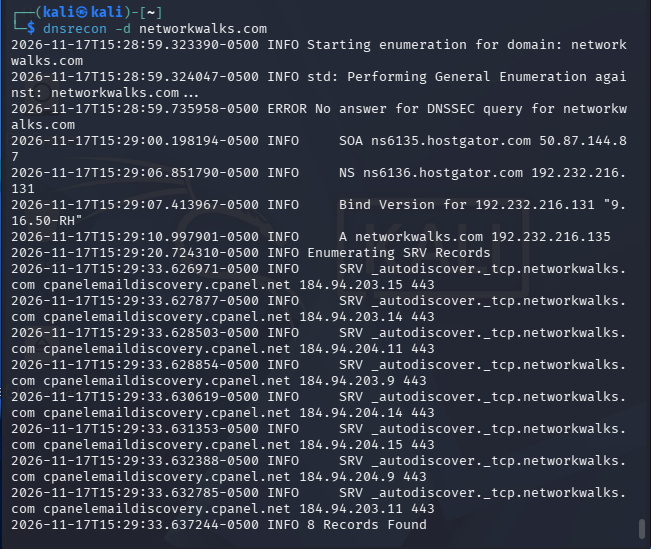 ┌──(kali㉿kali)-[~]
└─$ dnsrecon -d networkwalks.com
2026-11-17T15:28:59.323390-0500 INFO Starting enumeration for domain: network
walks.com
2026-11-17T15:28:59.324047-0500 INFO std: Performing General Enumeration agai
nst: networkwalks.com...
2026-11-17T15:28:59.735958-0500 ERROR No answer for DNSSEC query for networkw
alks.com
2026-11-17T15:29:00.198194-0500 INFO     SOA ns6135.hostgator.com 50.87.144.8
7
2026-11-17T15:29:06.851790-0500 INFO     NS ns6136.hostgator.com 192.232.216.
131
2026-11-17T15:29:07.413967-0500 INFO     Bind Version for 192.232.216.131 "9.
16.50-RH"
2026-11-17T15:29:10.997901-0500 INFO     A networkwalks.com 192.232.216.135
2026-11-17T15:29:20.724310-0500 INFO Enumerating SRV Records
2026-11-17T15:29:33.626971-0500 INFO     SRV _autodiscover._tcp.networkwalks.
com cpanelemaildiscovery.cpanel.net 184.94.203.15 443
2026-11-17T15:29:33.627877-0500 INFO     SRV _autodiscover._tcp.networkwalks.
com cpanelemaildiscovery.cpanel.net 184.94.203.14 443
2026-11-17T15:29:33.628503-0500 INFO     SRV _autodiscover._tcp.networkwalks.
com cpanelemaildiscovery.cpanel.net 184.94.204.11 443
2026-11-17T15:29:33.628854-0500 INFO     SRV _autodiscover._tcp.networkwalks.
com cpanelemaildiscovery.cpanel.net 184.94.203.9 443
2026-11-17T15:29:33.630619-0500 INFO     SRV _autodiscover._tcp.networkwalks.
com cpanelemaildiscovery.cpanel.net 184.94.204.14 443
2026-11-17T15:29:33.631353-0500 INFO     SRV _autodiscover._tcp.networkwalks.
com cpanelemaildiscovery.cpanel.net 184.94.204.15 443
2026-11-17T15:29:33.632388-0500 INFO     SRV _autodiscover._tcp.networkwalks.
com cpanelemaildiscovery.cpanel.net 184.94.204.9 443
2026-11-17T15:29:33.632785-0500 INFO     SRV _autodiscover._tcp.networkwalks.
com cpanelemaildiscovery.cpanel.net 184.94.203.11 443
2026-11-17T15:29:33.637244-0500 INFO 8 Records Found